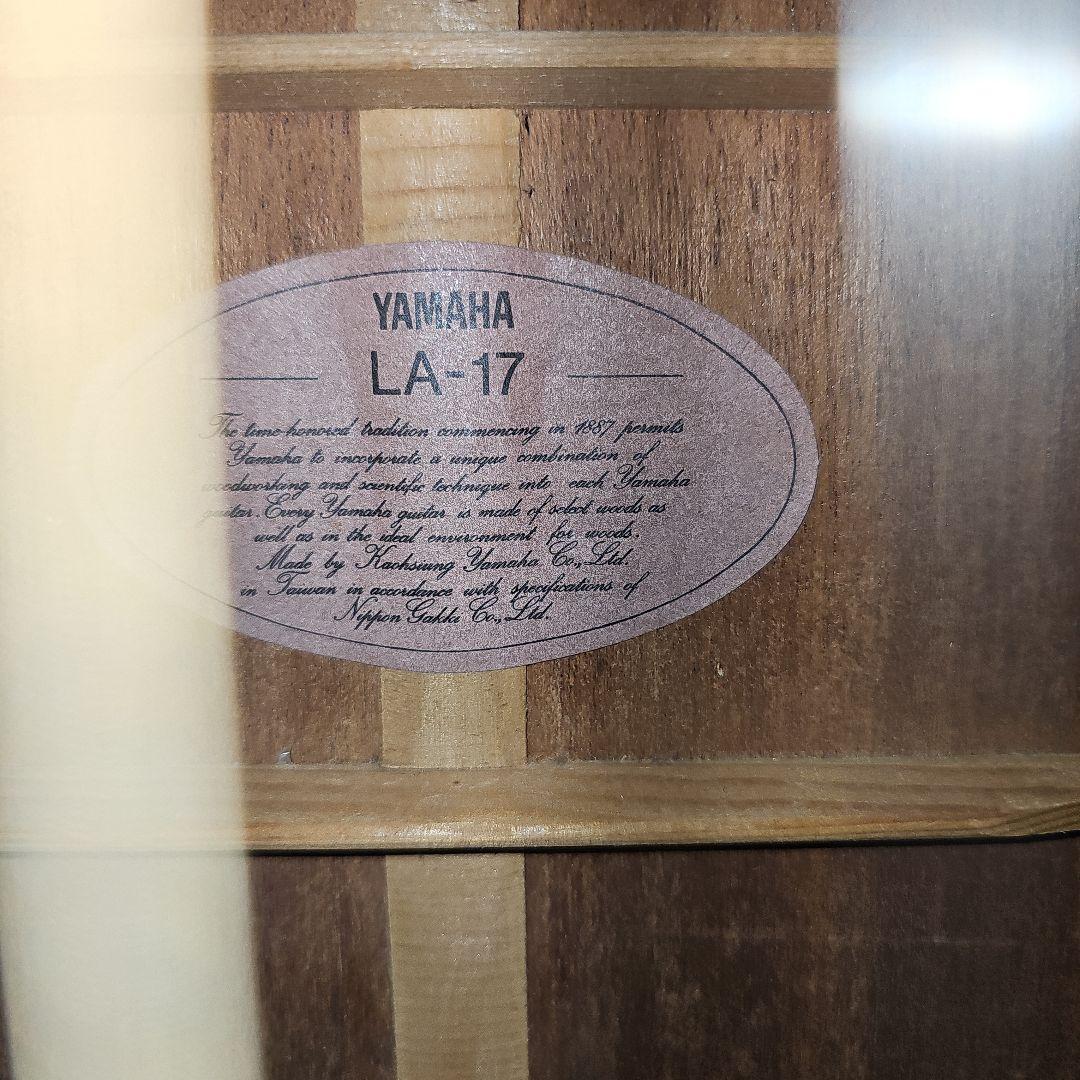 YAMAHA
LA-17
The time-honored tradition commencing in 1887 permits
Yamaha to incorporate a unique combination of
woodworking and scientific technique into each Yamaha
guitar. Every Yamaha guitar is made of select woods as
well as in the ideal environment for woods.
Made by Kaohsiung Yamaha Co., Ltd.
in Taiwan in accordance with specifications of
Nippon Gakki Co., Ltd.